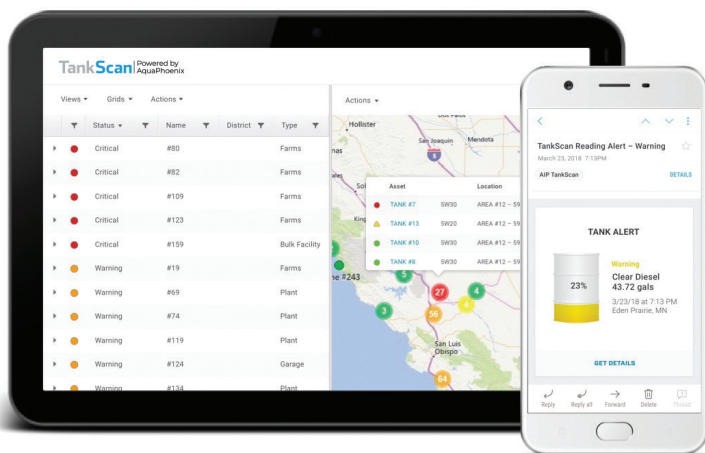 TankScan Powered by
AquaPhoenix
Views Grids Actions
Status Name District Type
Critical #80 Farms
Critical #82 Farms
Critical #109 Farms
Critical #123 Farms
Critical #159 Bulk Facility
Warning #19 Farms
Warning #69 Plant
Warning #74 Plant
Warning #119 Plant
Warning #124 Garage
Warning #134 Plant
Actions
Hollister
San Joaquin Mendota
5
Asset Location
TANK #7 SW30 AREA #12 – 59
TANK #13 SW20 AREA #12 – 59
TANK #10 SW30 AREA #12 – 59
TANK #8 SW30 AREA #12 – 59
#243
5
27
4
3
56
San Luis
Obispo
64
TankScan Reading Alert – Warning
March 23, 2018 7:13PM
AIP TankScan DETAILS
TANK ALERT
23%
Warning
Clear Diesel
43.72 gals
3/23/18 at 7:13 PM
Eden Prairie, MN
GET DETAILS
Reply Reply all Forward Delete Thread